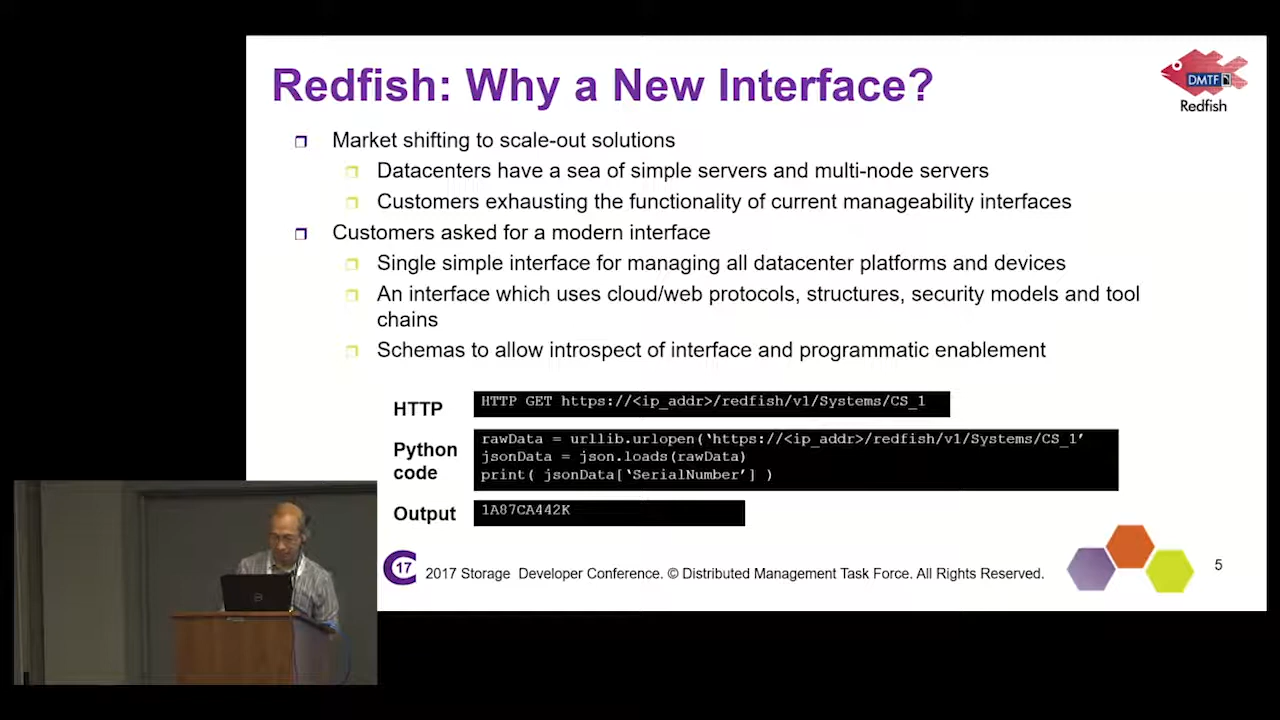 Redfish: Why a New Interface?
DMTF
Redfish
Market shifting to scale-out solutions
Datacenters have a sea of simple servers and multi-node servers
Customers exhausting the functionality of current manageability interfaces
Customers asked for a modern interface
Single simple interface for managing all datacenter platforms and devices
An interface which uses cloud/web protocols, structures, security models and tool
chains
Schemas to allow introspect of interface and programmatic enablement
HTTP
HTTP GET https://<ip_addr>/redfish/v1/Systems/CS_1
Python
code
rawData = urllib.urlopen(‘https://<ip_addr>/redfish/v1/Systems/CS_1’
jsonData = json.loads(rawData)
print( jsonData[‘SerialNumber’] )
Output
1A87CA442K
17
2017 Storage Developer Conference. © Distributed Management Task Force. All Rights Reserved.
5